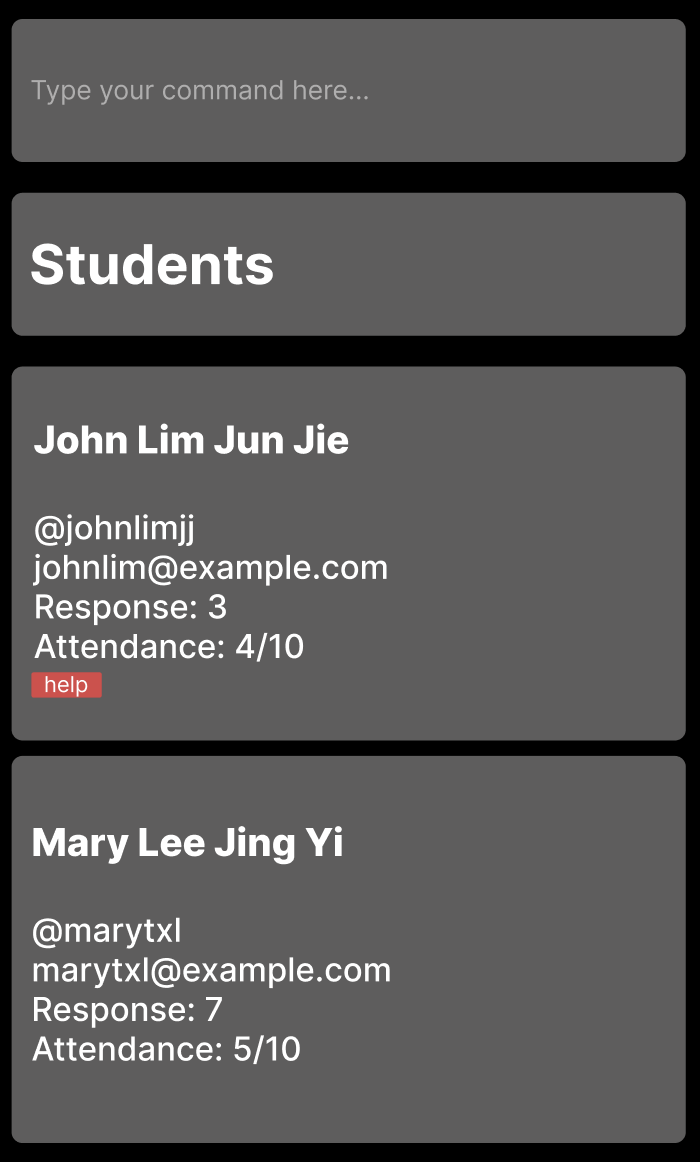 Type your command here...
Students
John Lim Jun Jie
@johnlimjj
johnlim@example.com
Response: 3
Attendance: 4/10
help
Mary Lee Jing Yi
@marytxl
marytxl@example.com
Response: 7
Attendance: 5/10